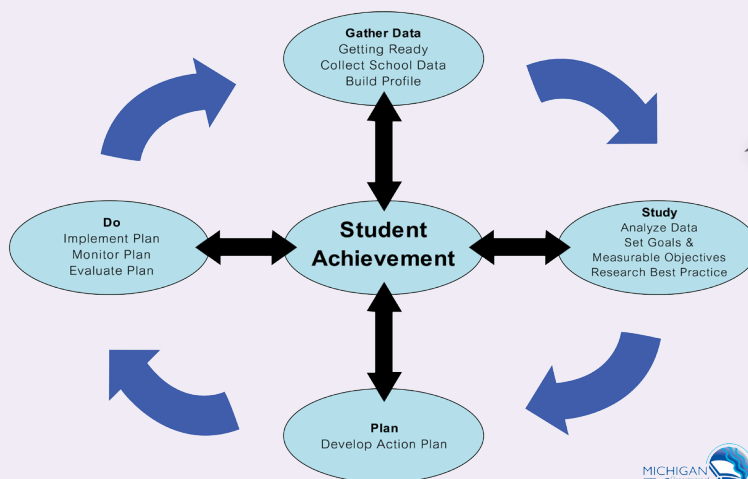 Gather Data
Getting Ready
Collect School Data
Build Profile
Do
Implement Plan
Monitor Plan
Evaluate Plan
Student
Achievement
Study
Analyze Data
Set Goals &
Measurable Objectives
Research Best Practice
Plan
Develop Action Plan
MICHIGAN